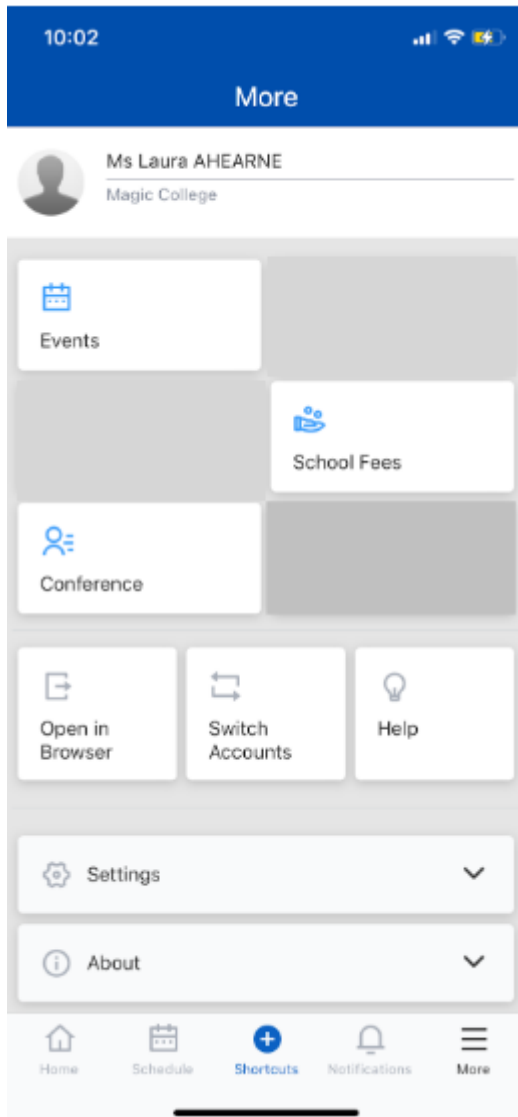 10:02
More
Ms Laura AHEARNE
Magic College
Events
School Fees
Conference
Open in
Browser
Switch
Accounts
Help
Settings
About
Home
Schedule
Shortcuts
Notifications
More